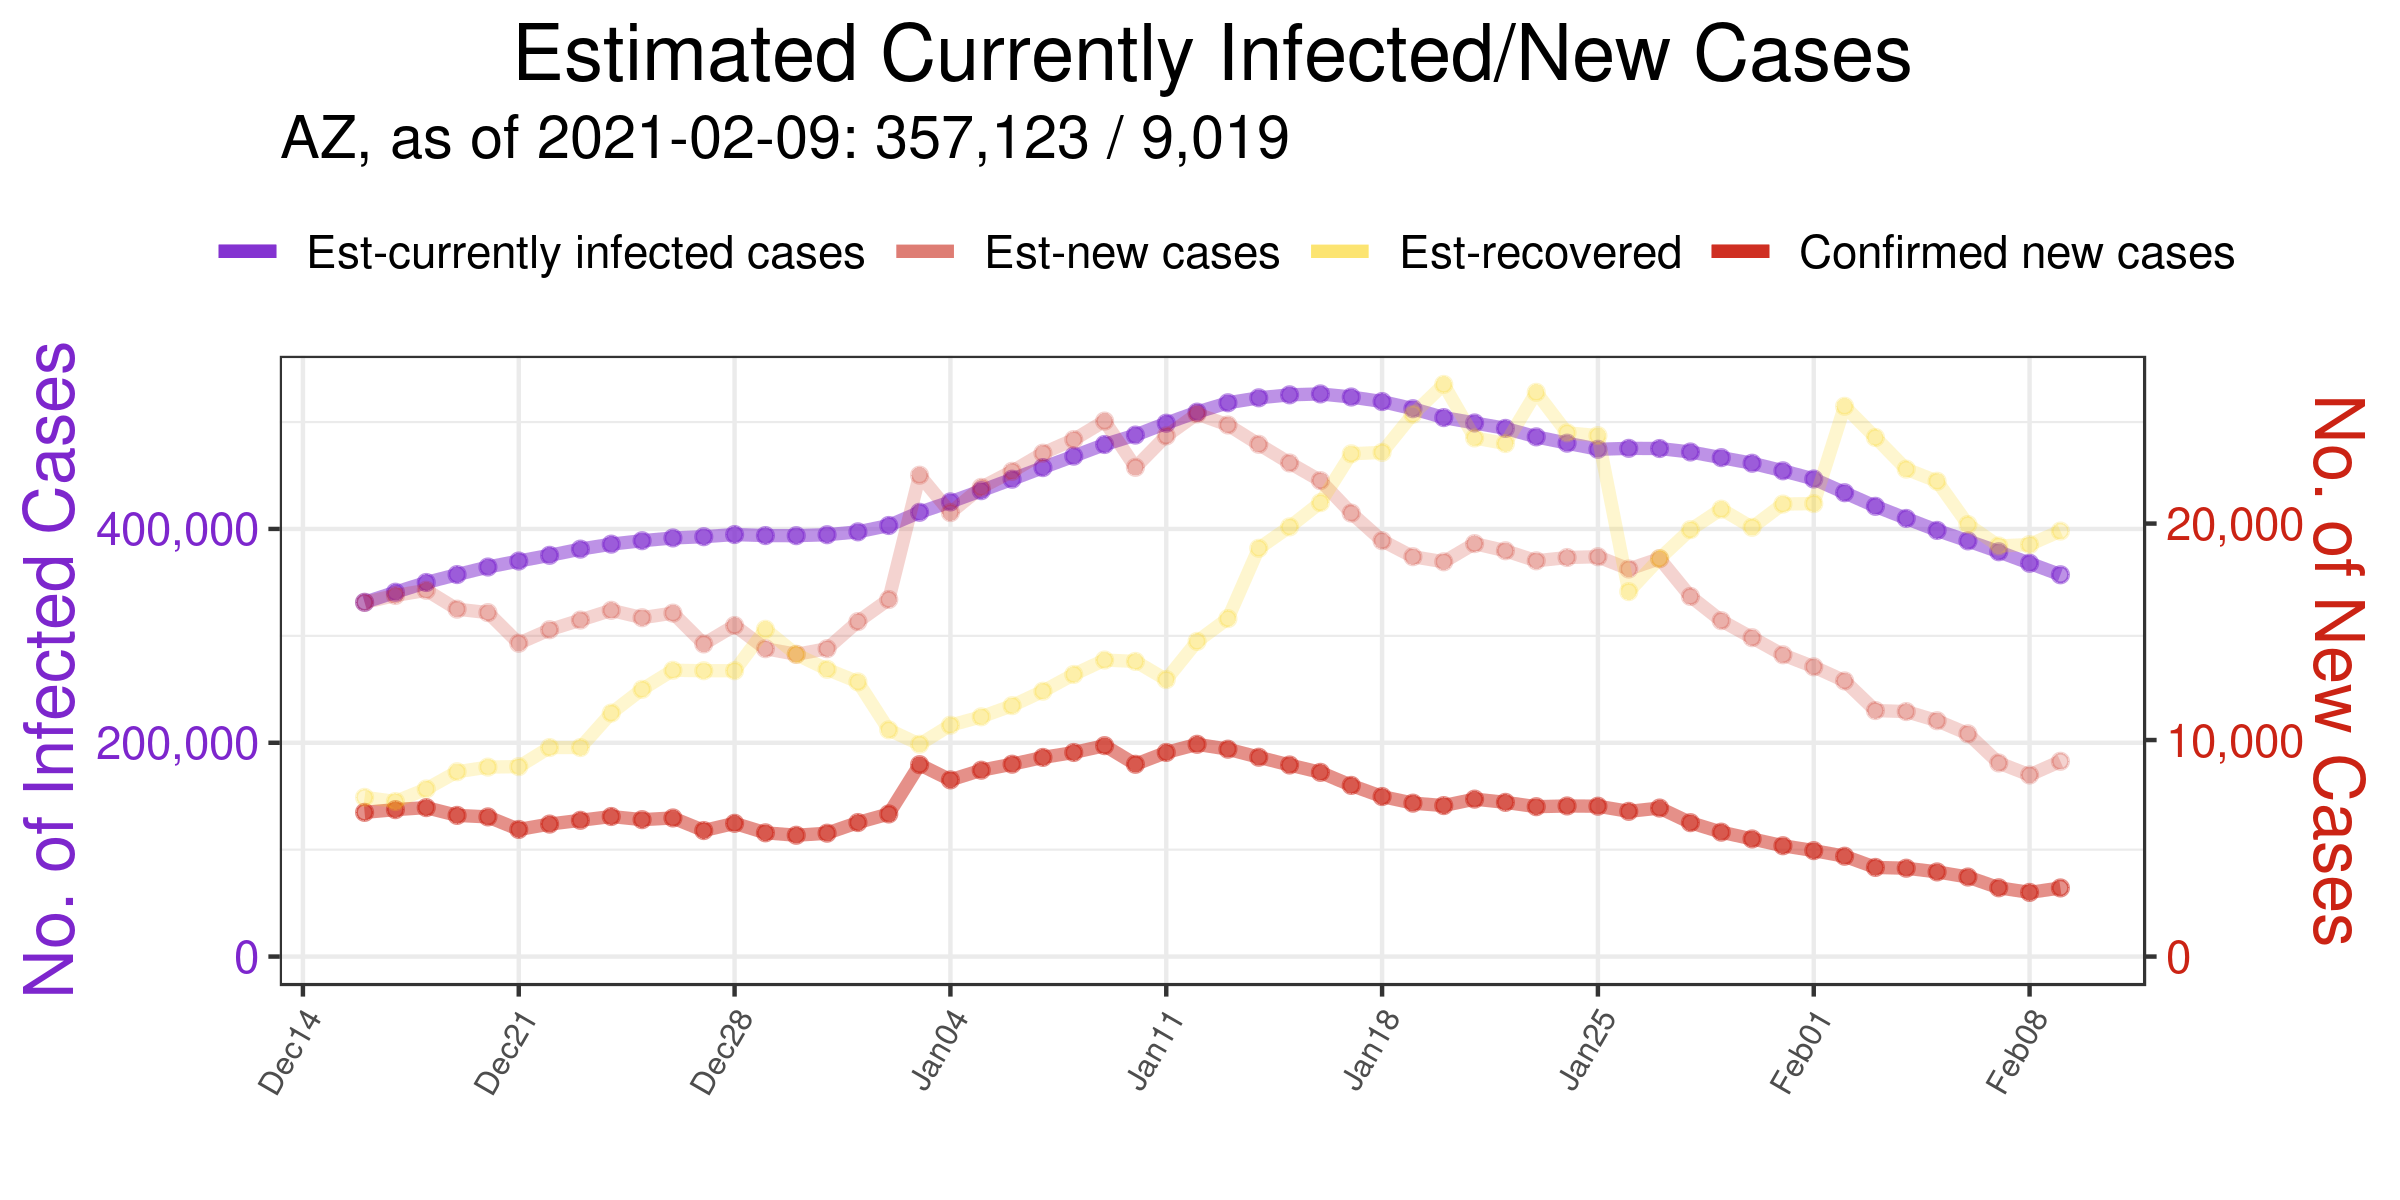 Estimated Currently Infected/New Cases
AZ, as of 2021-02-09: 357,123 / 9,019
Est-currently infected cases Est-new cases Est-recovered Confirmed new cases
No. of Infected Cases
400,000
200,000
0
20,000
10,000
0
No. of New Cases
Dec14 Dec21 Dec28 Jan04 Jan11 Jan18 Jan25 Feb01 Feb08